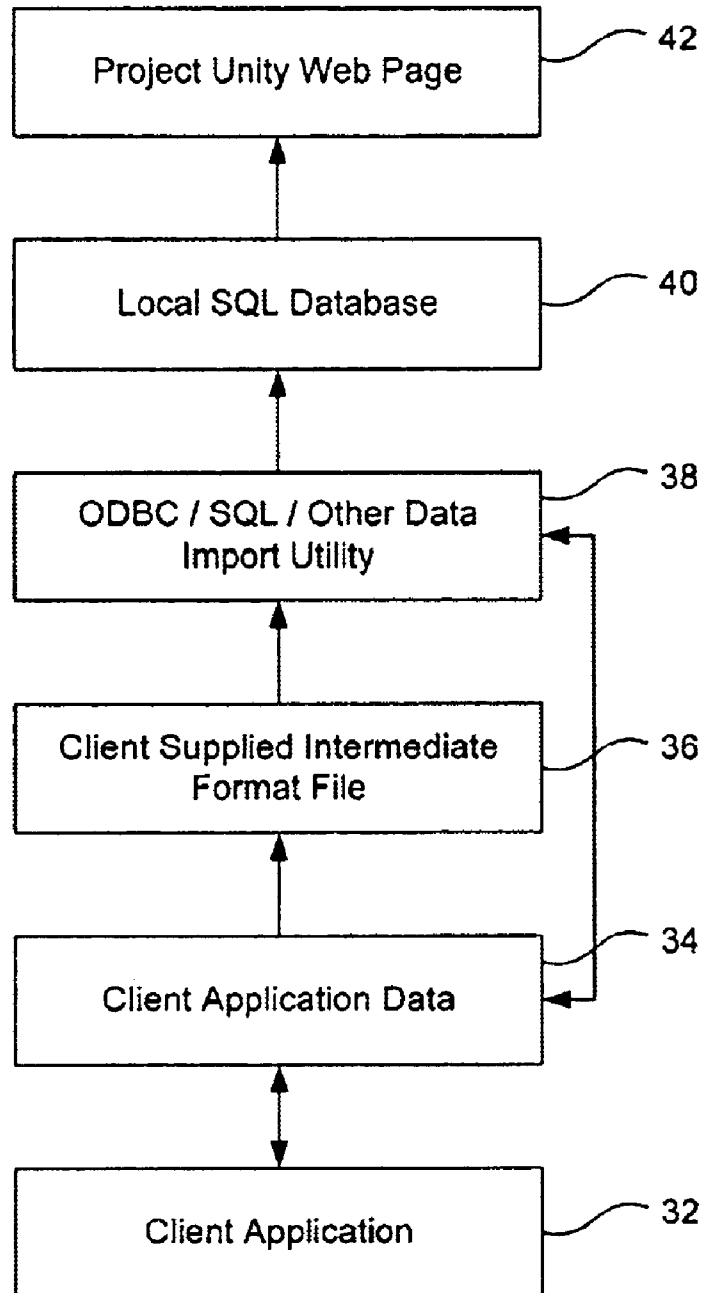 42
Project Unity Web Page
40
Local SQL Database
38
ODBC / SQL / Other Data
Import Utility
36
Client Supplied Intermediate
Format File
34
Client Application Data
32
Client Application